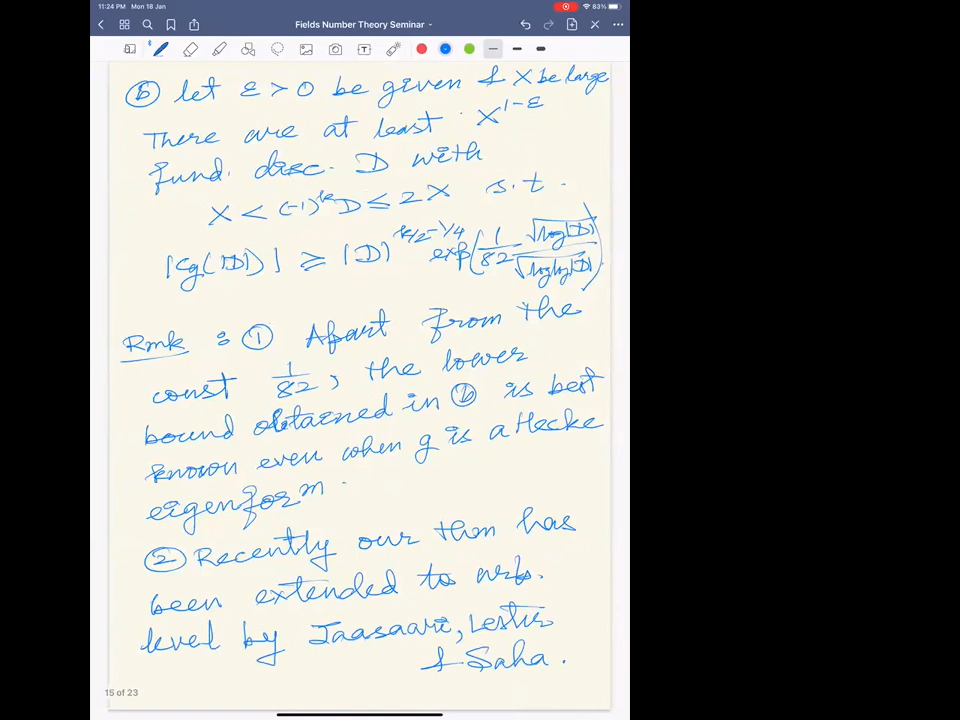 11:24 PM Mon 18 Jan
83%
Fields Number Theory Seminar
ⓑ let ε > 0 be given & X be large
There are at least X^{1-ε}
fund. disc. D with
X < (-1)^k D ≤ 2X s.t.
|c_g(|D|)| ≥ |D|^{k/2-1/4} exp(1/82 √log|D| / √loglog|D|)
Rmk : ① Apart from the
const 1/82, the lower
bound obtained in ⓑ is best
known even when g is a Hecke
eigenform.
② Recently our thm has
been extended to arb.
level by Jaasaari, Lester
& Saha.
15 of 23